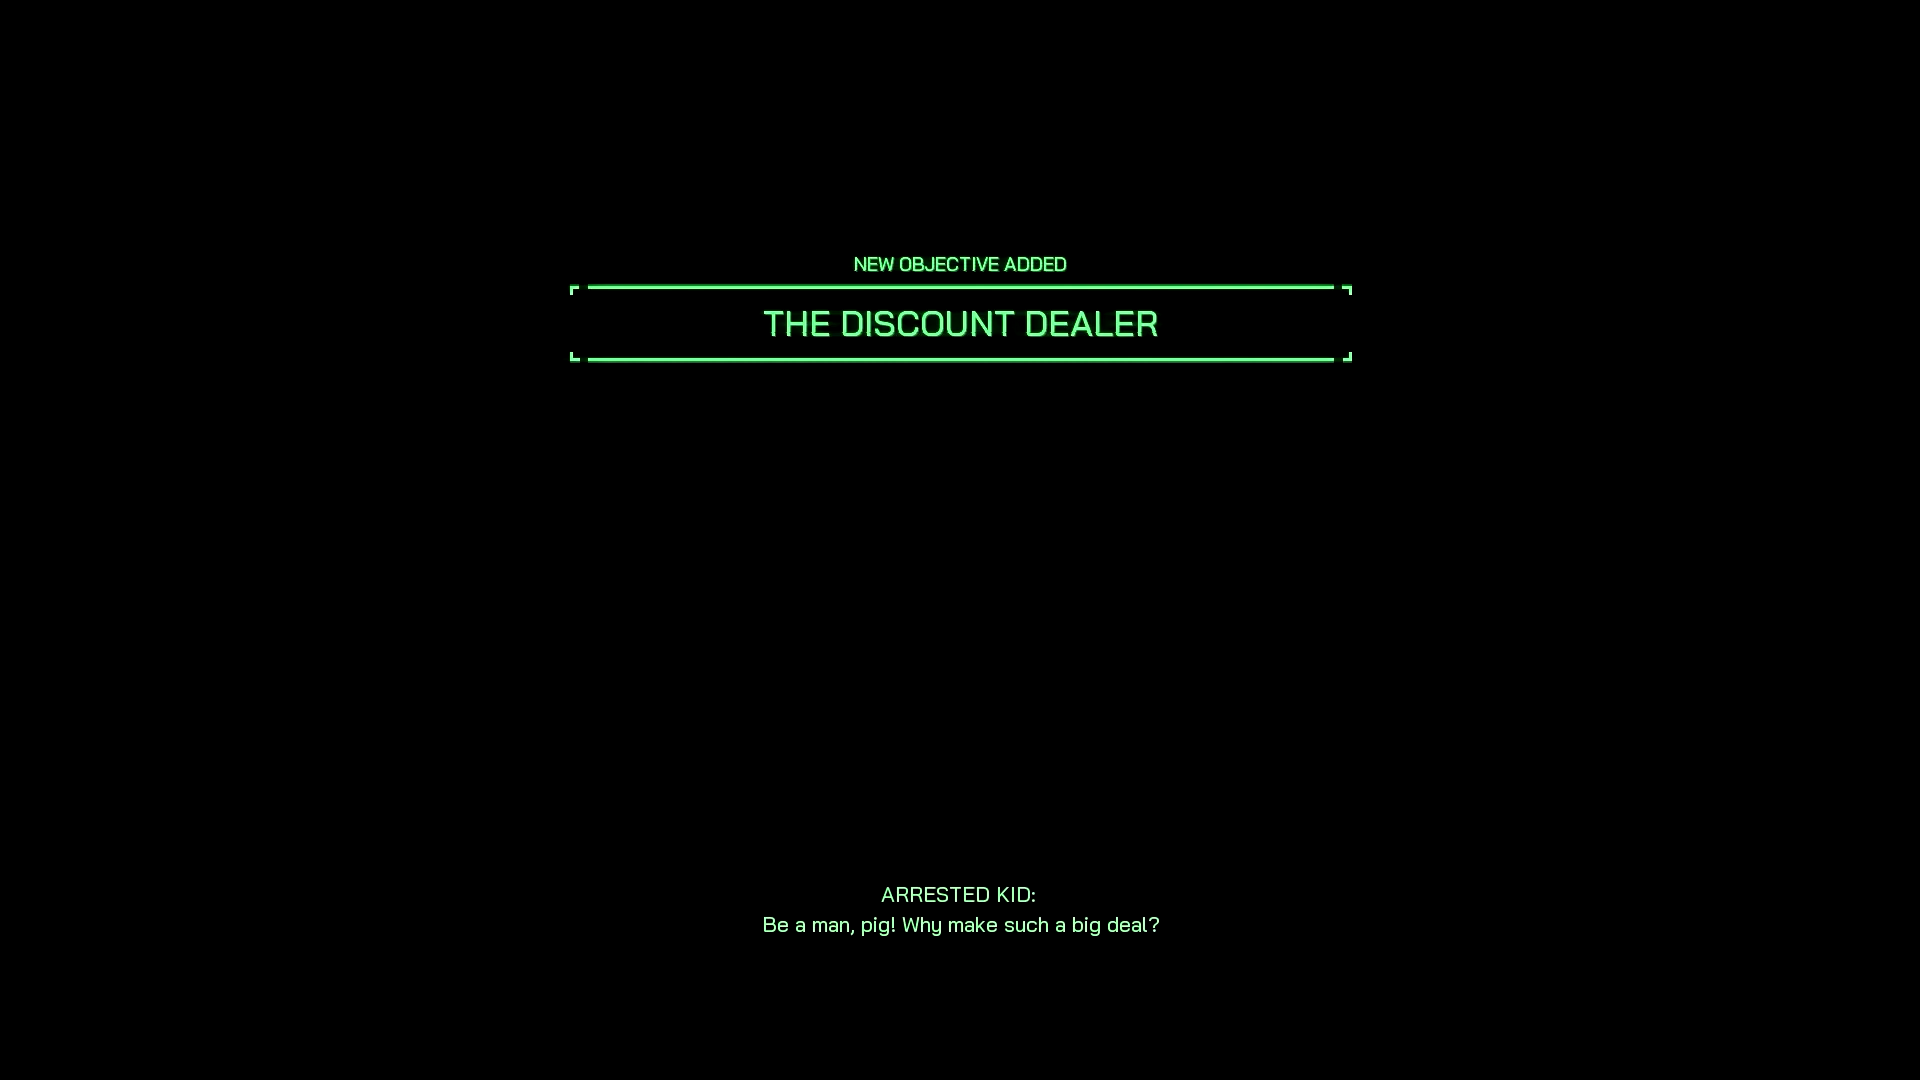 NEW OBJECTIVE ADDED
THE DISCOUNT DEALER
ARRESTED KID:
Be a man, pig! Why make such a big deal?